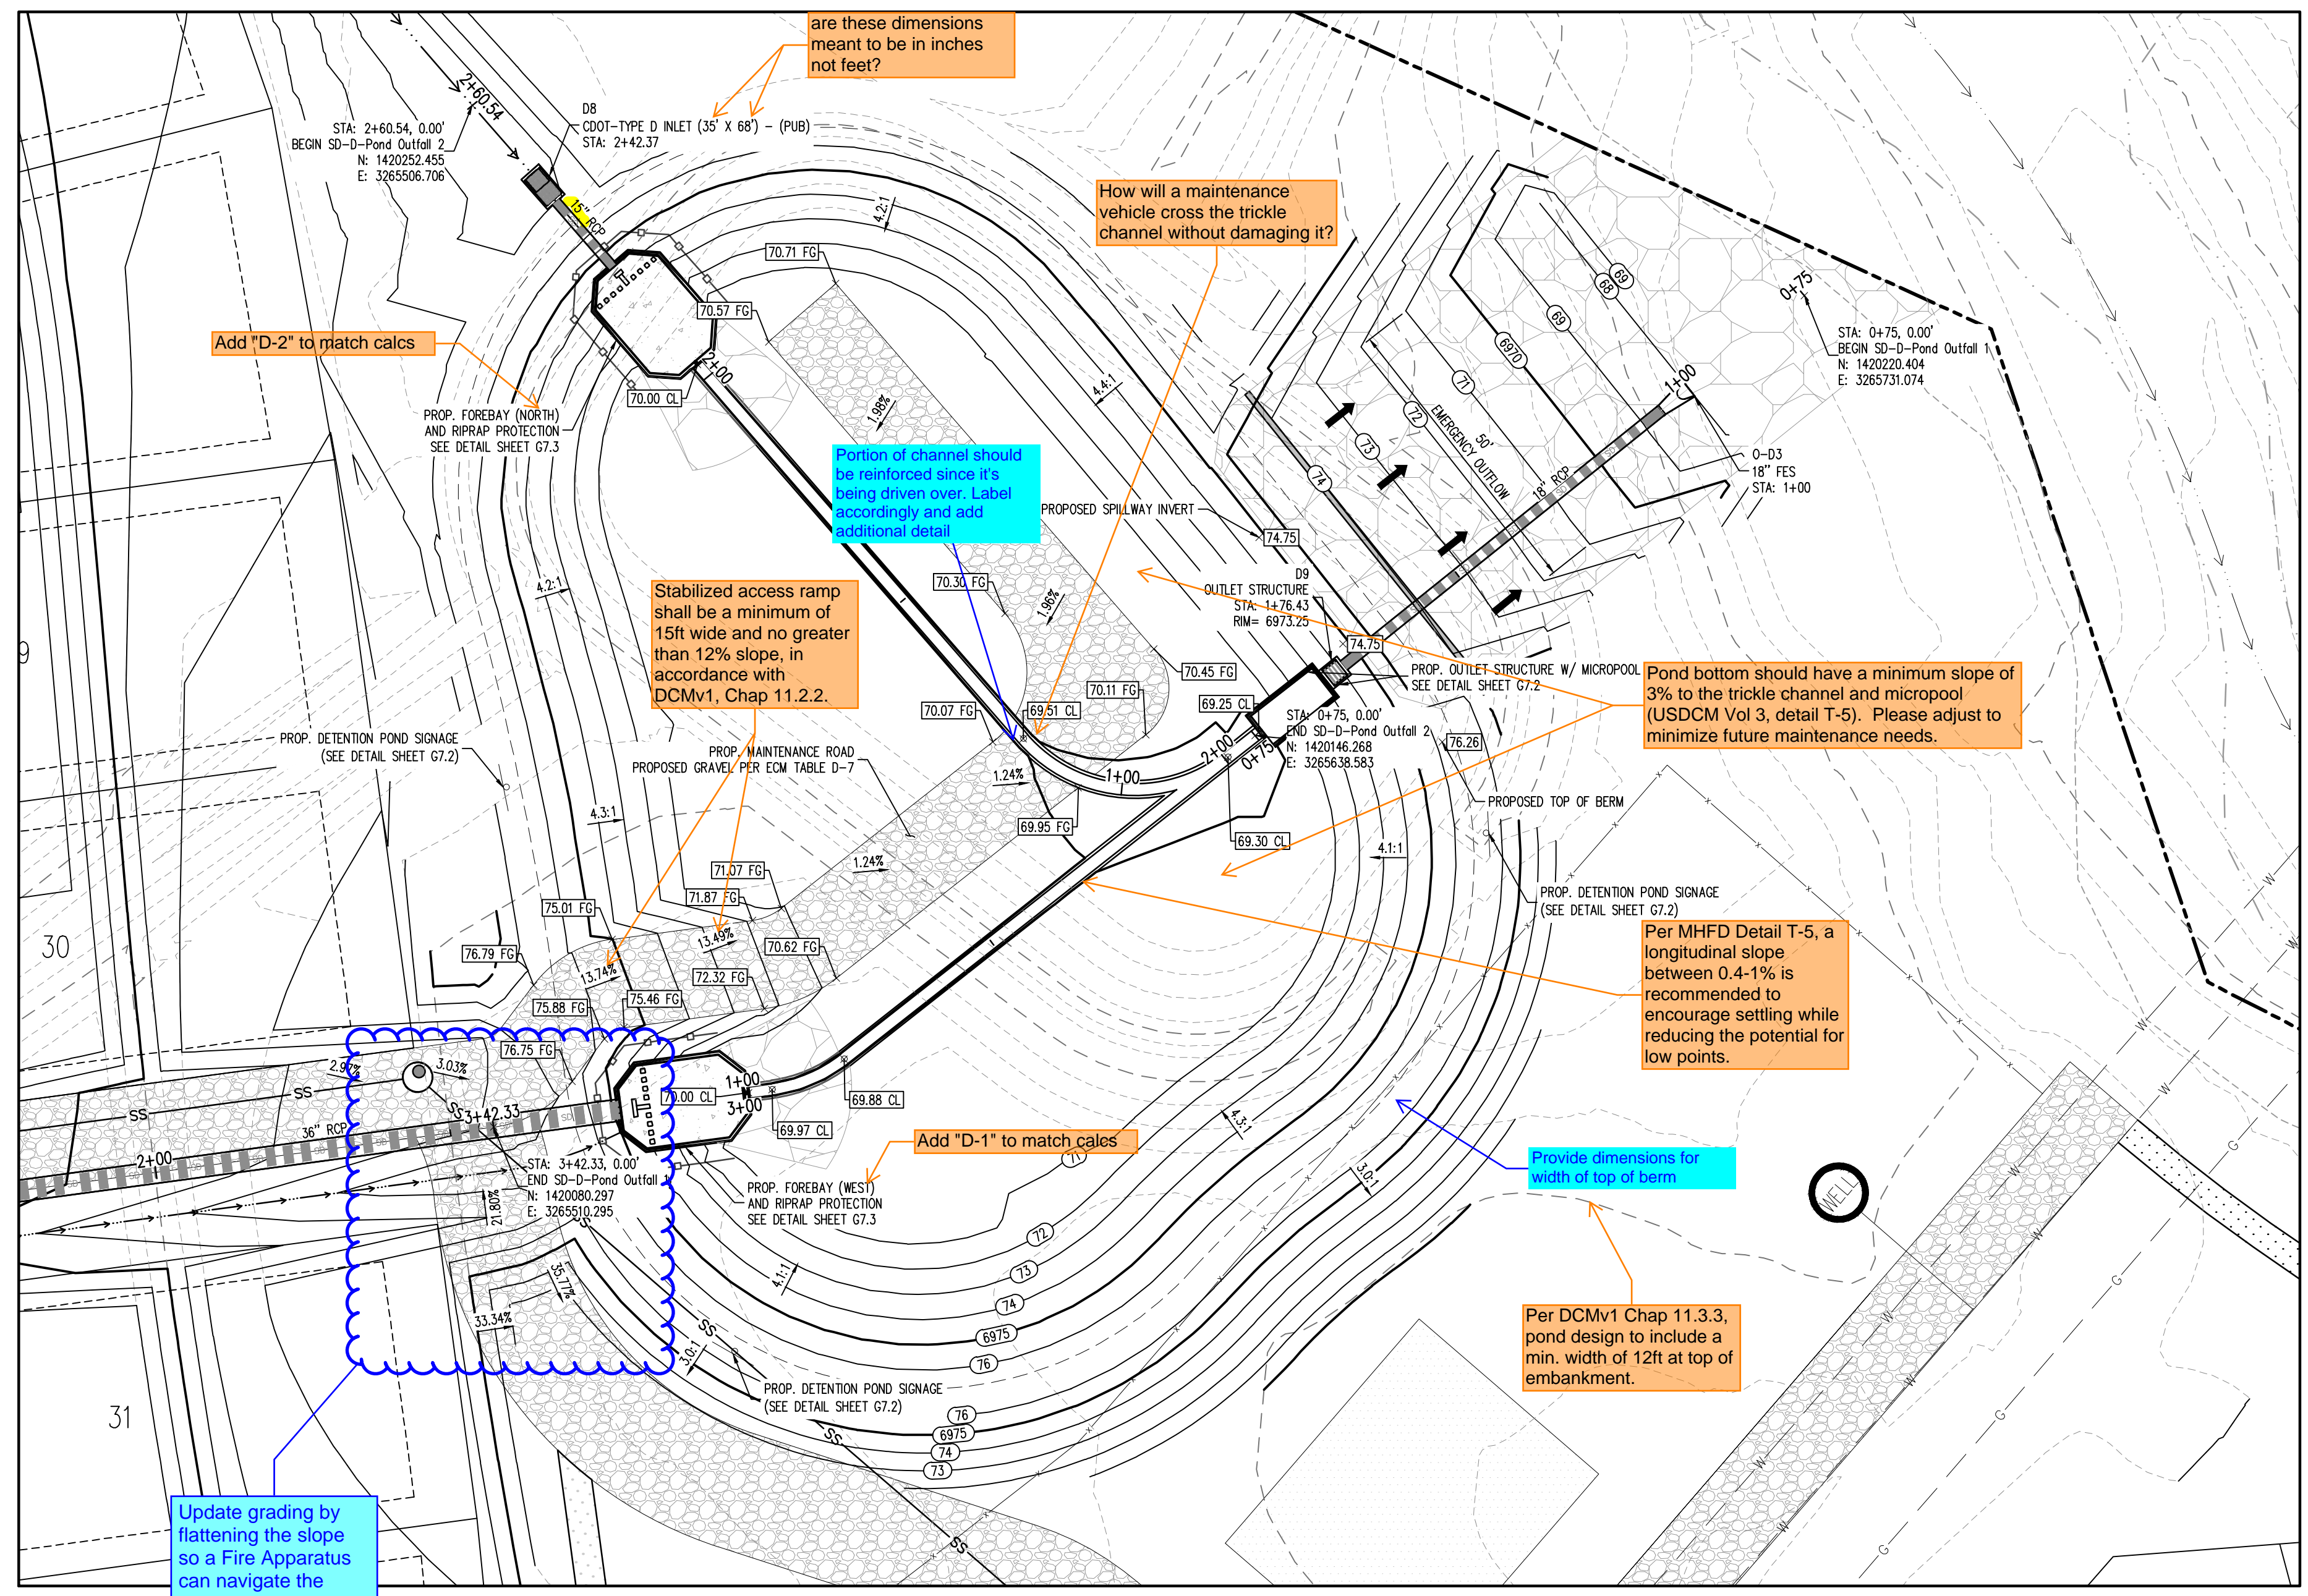 are these dimensions
meant to be in inches
not feet?
2+60.54
D8
CDOT-TYPE D INLET (35' X 68') - (PUB)
STA: 2+42.37
STA: 2+60.54, 0.00'
BEGIN SD-D-Pond Outfall 2
N: 1420252.455
E: 3265506.706
15" RCP
4.2:1
How will a maintenance
vehicle cross the trickle
channel without damaging it?
70.71 FG
70.57 FG
69
68
69
6970
71
72
73
74
0+75
STA: 0+75, 0.00'
BEGIN SD-D-Pond Outfall 1
N: 1420220.404
E: 3265731.074
Add "D-2" to match calcs
2+00
70.00 CL
4.4:1
1+00
1.98%
PROP. FOREBAY (NORTH)
AND RIPRAP PROTECTION
SEE DETAIL SHEET G7.3
50'
EMERGENCY OUTFLOW
18" RCP
O-D3
18" FES
STA: 1+00
Portion of channel should
be reinforced since it's
being driven over. Label
accordingly and add
additional detail
PROPOSED SPILLWAY INVERT
74.75
4.2:1
70.30 FG
1.96%
D9
OUTLET STRUCTURE
STA: 1+76.43
RIM= 6973.25
74.75
Stabilized access ramp
shall be a minimum of
15ft wide and no greater
than 12% slope, in
accordance with
DCMv1, Chap 11.2.2.
9
70.45 FG
PROP. OUTLET STRUCTURE W/ MICROPOOL
SEE DETAIL SHEET G7.2
Pond bottom should have a minimum slope of
3% to the trickle channel and micropool
(USDCM Vol 3, detail T-5).  Please adjust to
minimize future maintenance needs.
70.11 FG
69.25 CL
70.07 FG
69.51 CL
STA: 0+75, 0.00'
END SD-D-Pond Outfall 2
N: 1420146.268
E: 3265638.583
76.26
PROP. DETENTION POND SIGNAGE
(SEE DETAIL SHEET G7.2)
PROP. MAINTENANCE ROAD
PROPOSED GRAVEL PER ECM TABLE D-7
2+00
0+75
1+00
1.24%
PROPOSED TOP OF BERM
4.3:1
69.95 FG
69.30 CL
4.1:1
1.24%
71.07 FG
71.87 FG
PROP. DETENTION POND SIGNAGE
(SEE DETAIL SHEET G7.2)
75.01 FG
30
76.79 FG
13.49%
70.62 FG
13.74%
72.32 FG
75.46 FG
75.88 FG
Per MHFD Detail T-5, a
longitudinal slope
between 0.4-1% is
recommended to
encourage settling while
reducing the potential for
low points.
76.75 FG
2.97%
3.03%
SS
SS
SS
3+42.33
36" RCP
2+00
1+00
70.00 CL
3+00
69.88 CL
69.97 CL
4.3:1
Add "D-1" to match calcs
71
STA: 3+42.33, 0.00'
END SD-D-Pond Outfall 1
N: 1420080.297
E: 3265510.295
21.80%
SS
PROP. FOREBAY (WEST)
AND RIPRAP PROTECTION
SEE DETAIL SHEET G7.3
Provide dimensions for
width of top of berm
3.0:1
WELL
W
W
W
W
W
W
W
W
W
W
G
G
G
G
72
73
74
6975
76
4.1:1
35.77%
33.34%
SS
3.0:1
Per DCMv1 Chap 11.3.3,
pond design to include a
min. width of 12ft at top of
embankment.
PROP. DETENTION POND SIGNAGE
(SEE DETAIL SHEET G7.2)
31
76
6975
74
73
SS
SS
Update grading by
flattening the slope
so a Fire Apparatus
can navigate the